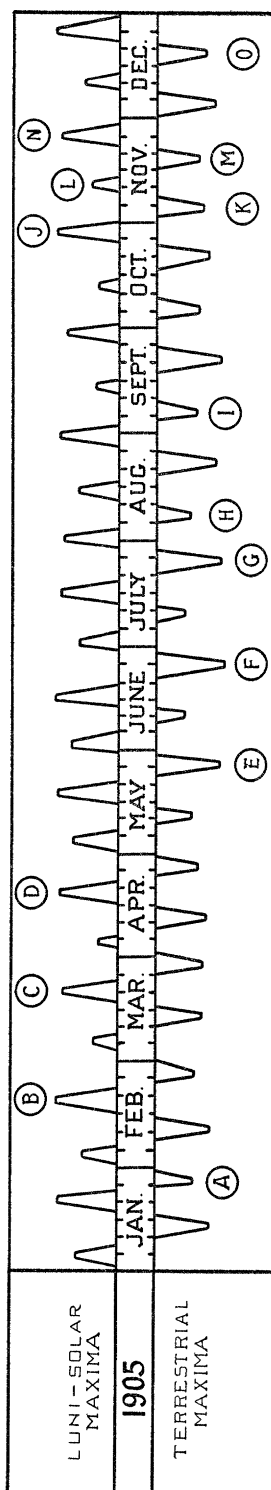 LUNI-SOLAR
MAXIMA
B C D J L N
1905 JAN. FEB. MAR. APR. MAY JUNE JULY AUG. SEPT. OCT. NOV. DEC.
TERRESTRIAL
MAXIMA
A E F G H I K M O